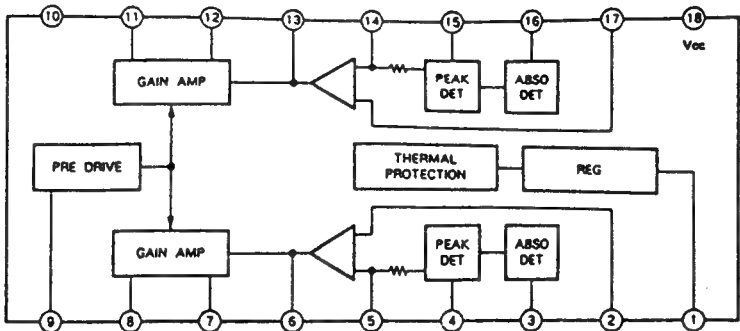 10 11 12 13 14 15 16 17 18
Vcc
GAIN AMP
PEAK DET
ABSO DET
PRE DRIVE
THERMAL PROTECTION
REG
GAIN AMP
PEAK DET
ABSO DET
9 8 7 6 5 4 3 2 1